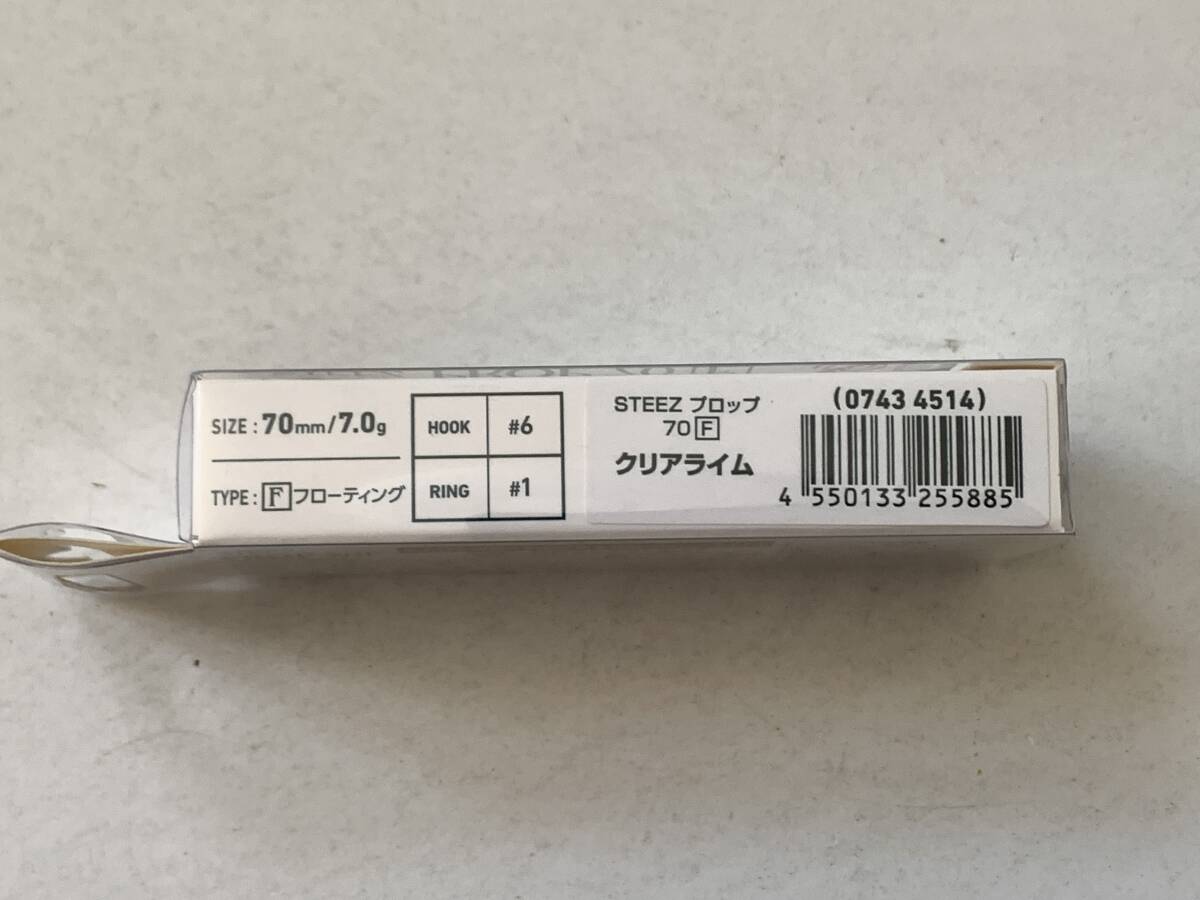 SIZE : 70mm/7.0g
TYPE : F フローティング
HOOK #6
RING #1
STEEZ プロップ
70 F
クリアライム
(0743 4514)
4 550133 255885